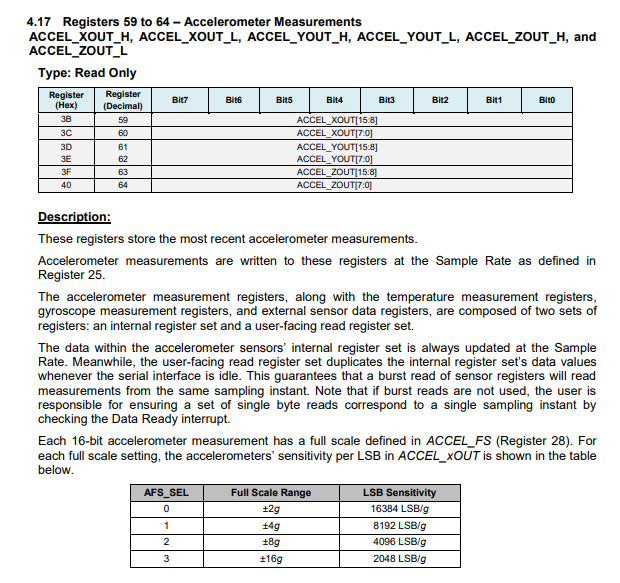 4.17 Registers 59 to 64 – Accelerometer Measurements
ACCEL_XOUT_H, ACCEL_XOUT_L, ACCEL_YOUT_H, ACCEL_YOUT_L, ACCEL_ZOUT_H, and
ACCEL_ZOUT_L
Type: Read Only
Register (Hex) Register (Decimal) Bit7 Bit6 Bit5 Bit4 Bit3 Bit2 Bit1 Bit0
3B 59 ACCEL_XOUT[15:8]
3C 60 ACCEL_XOUT[7:0]
3D 61 ACCEL_YOUT[15:8]
3E 62 ACCEL_YOUT[7:0]
3F 63 ACCEL_ZOUT[15:8]
40 64 ACCEL_ZOUT[7:0]
Description:
These registers store the most recent accelerometer measurements.
Accelerometer measurements are written to these registers at the Sample Rate as defined in
Register 25.
The accelerometer measurement registers, along with the temperature measurement registers,
gyroscope measurement registers, and external sensor data registers, are composed of two sets of
registers: an internal register set and a user-facing read register set.
The data within the accelerometer sensors' internal register set is always updated at the Sample
Rate. Meanwhile, the user-facing read register set duplicates the internal register set's data values
whenever the serial interface is idle. This guarantees that a burst read of sensor registers will read
measurements from the same sampling instant. Note that if burst reads are not used, the user is
responsible for ensuring a set of single byte reads correspond to a single sampling instant by
checking the Data Ready interrupt.
Each 16-bit accelerometer measurement has a full scale defined in ACCEL_FS (Register 28). For
each full scale setting, the accelerometers' sensitivity per LSB in ACCEL_xOUT is shown in the table
below.
AFS_SEL Full Scale Range LSB Sensitivity
0 ±2g 16384 LSB/g
1 ±4g 8192 LSB/g
2 ±8g 4096 LSB/g
3 ±16g 2048 LSB/g